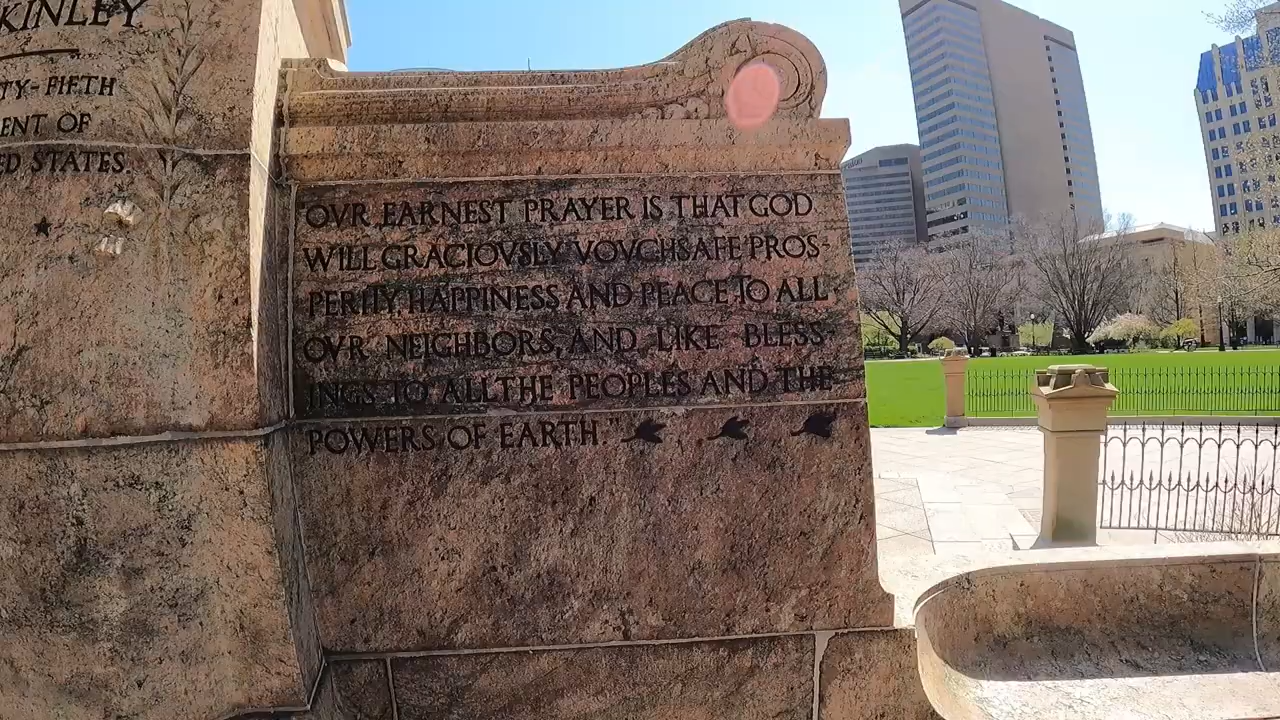 KINLEY
TY-FIFTH
ENT OF
ED STATES.
OVR EARNEST PRAYER IS THAT GOD
WILL GRACIOVSLY VOVCHSAFE PROS-
PERITY, HAPPINESS AND PEACE TO ALL
OVR NEIGHBORS, AND LIKE BLESS-
INGS TO ALL THE PEOPLES AND THE
POWERS OF EARTH."